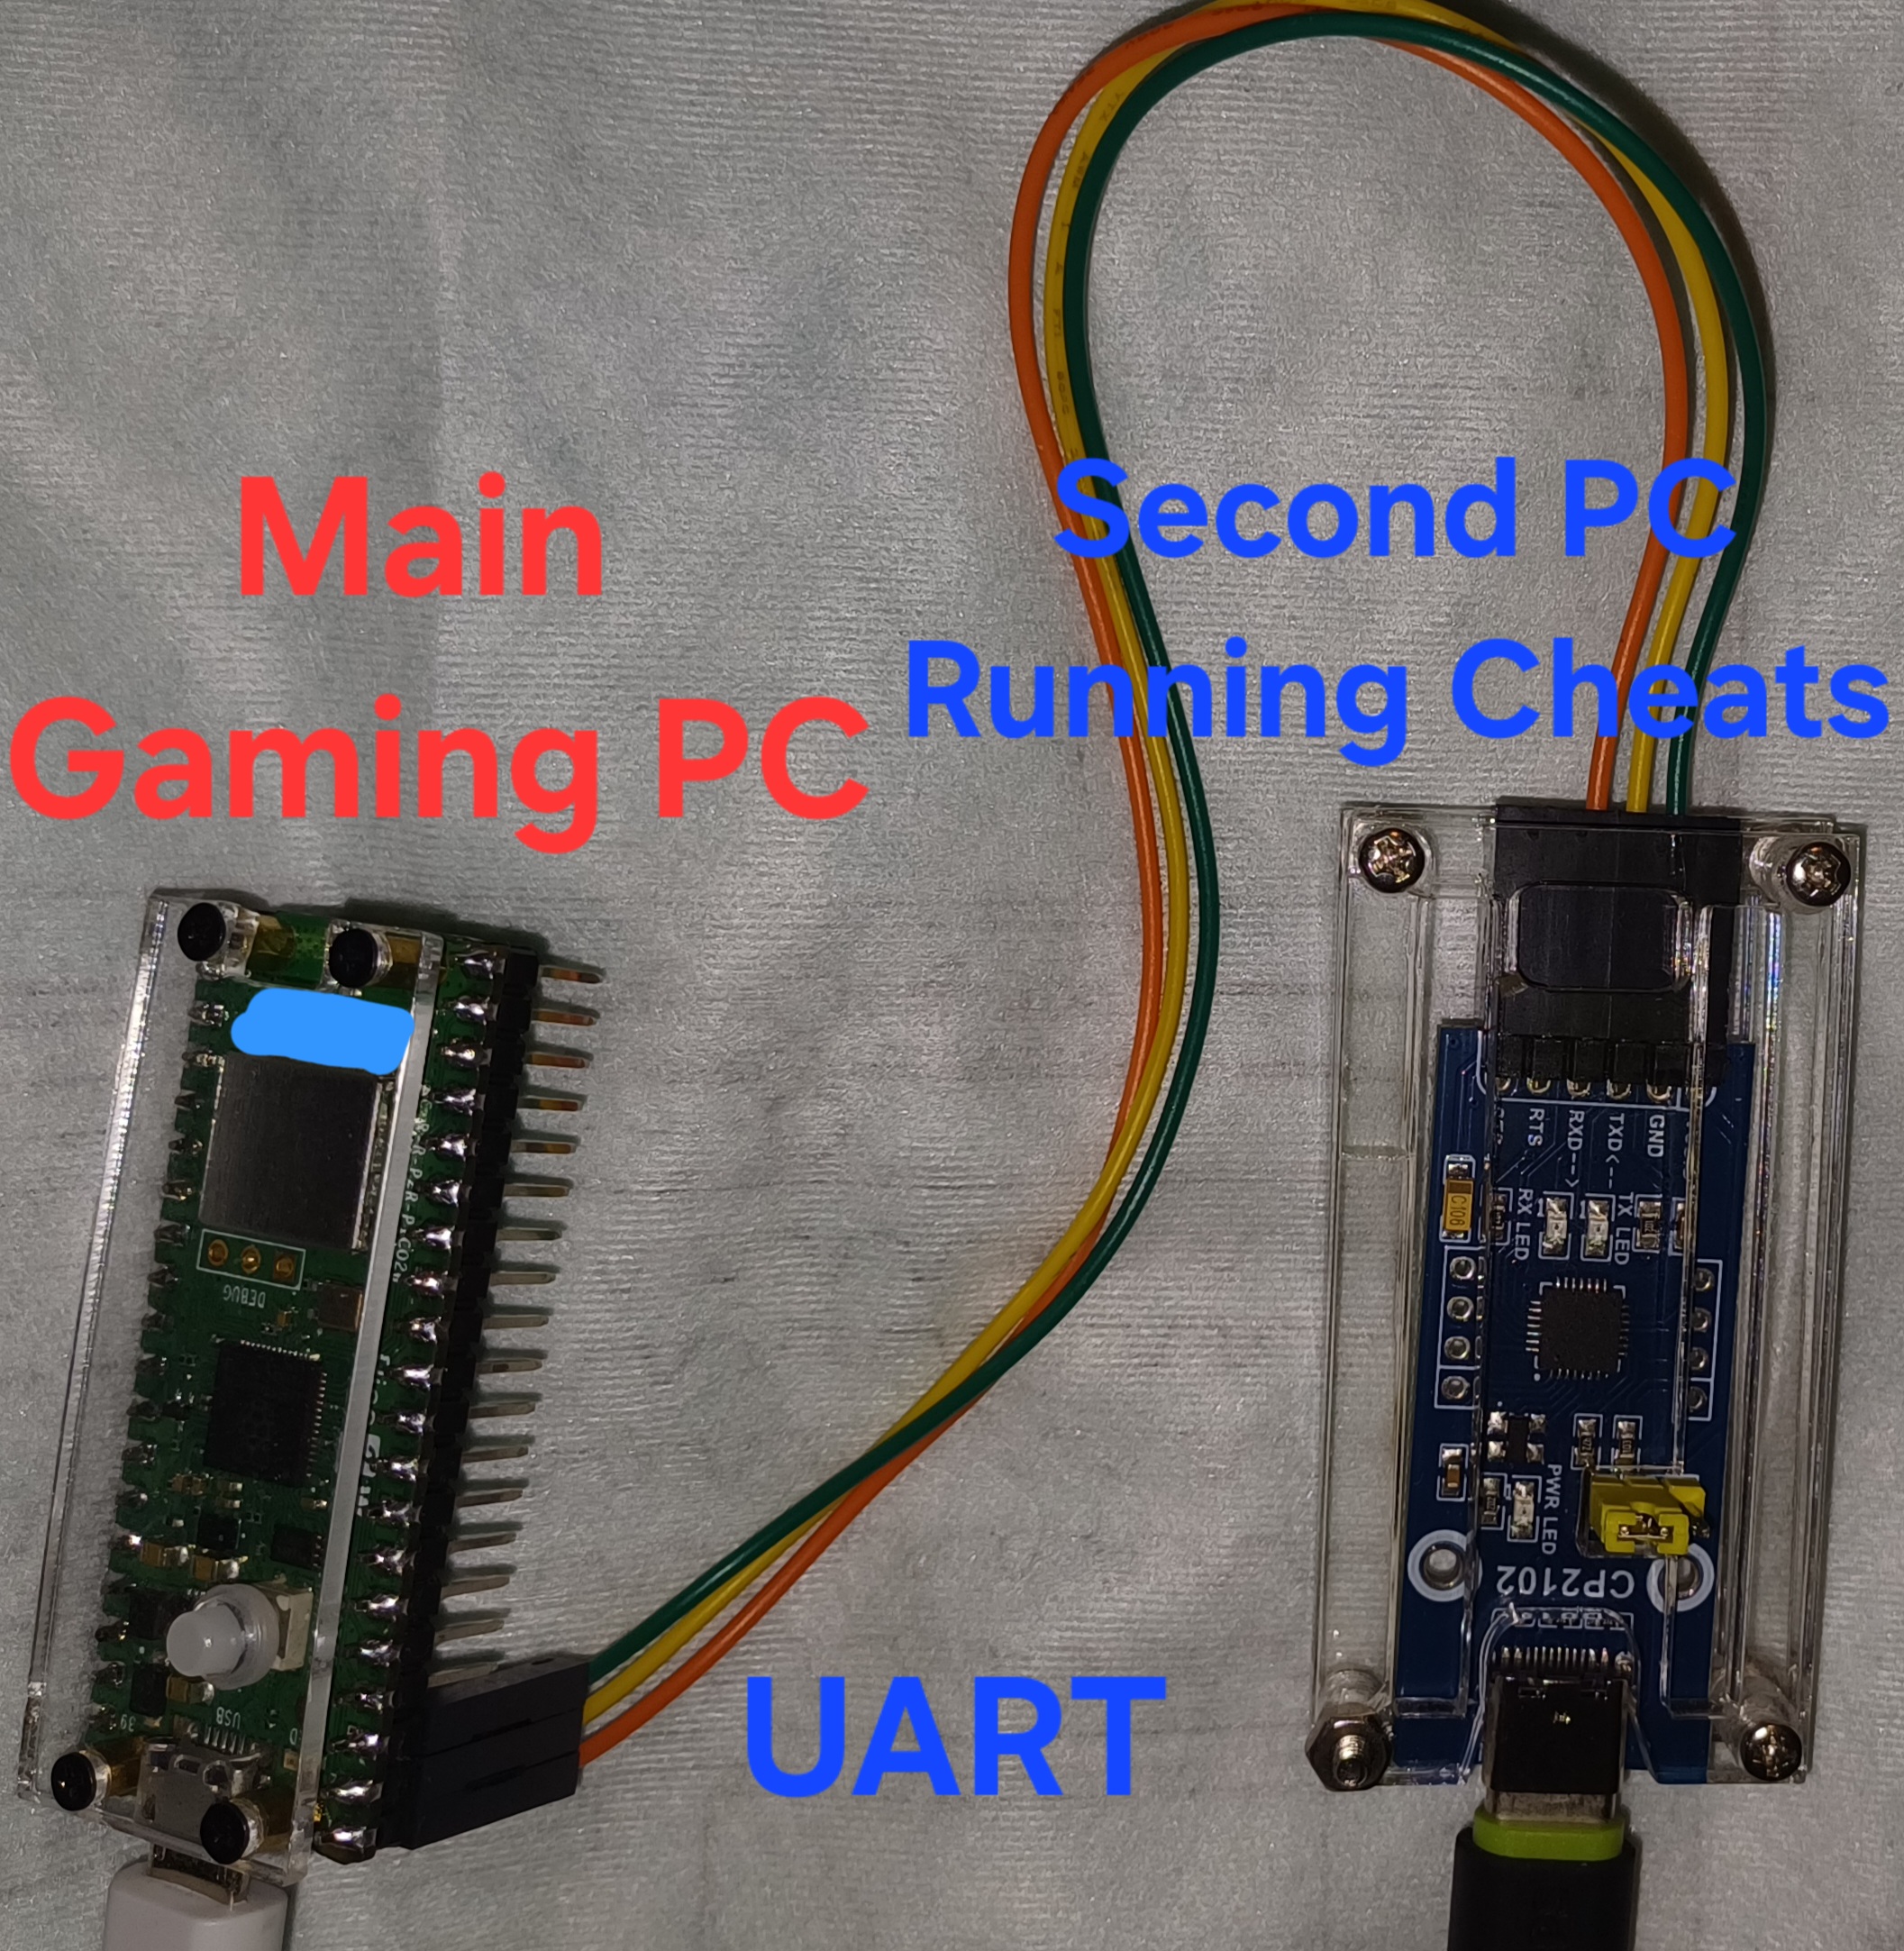 Main
Gaming PC
Second PC
Running Cheats
UART
DEBUG
USB
39
RTS
RXD-->
TXD<--
GND
RX LED
TX LED
C106
PWR LED
CP2102